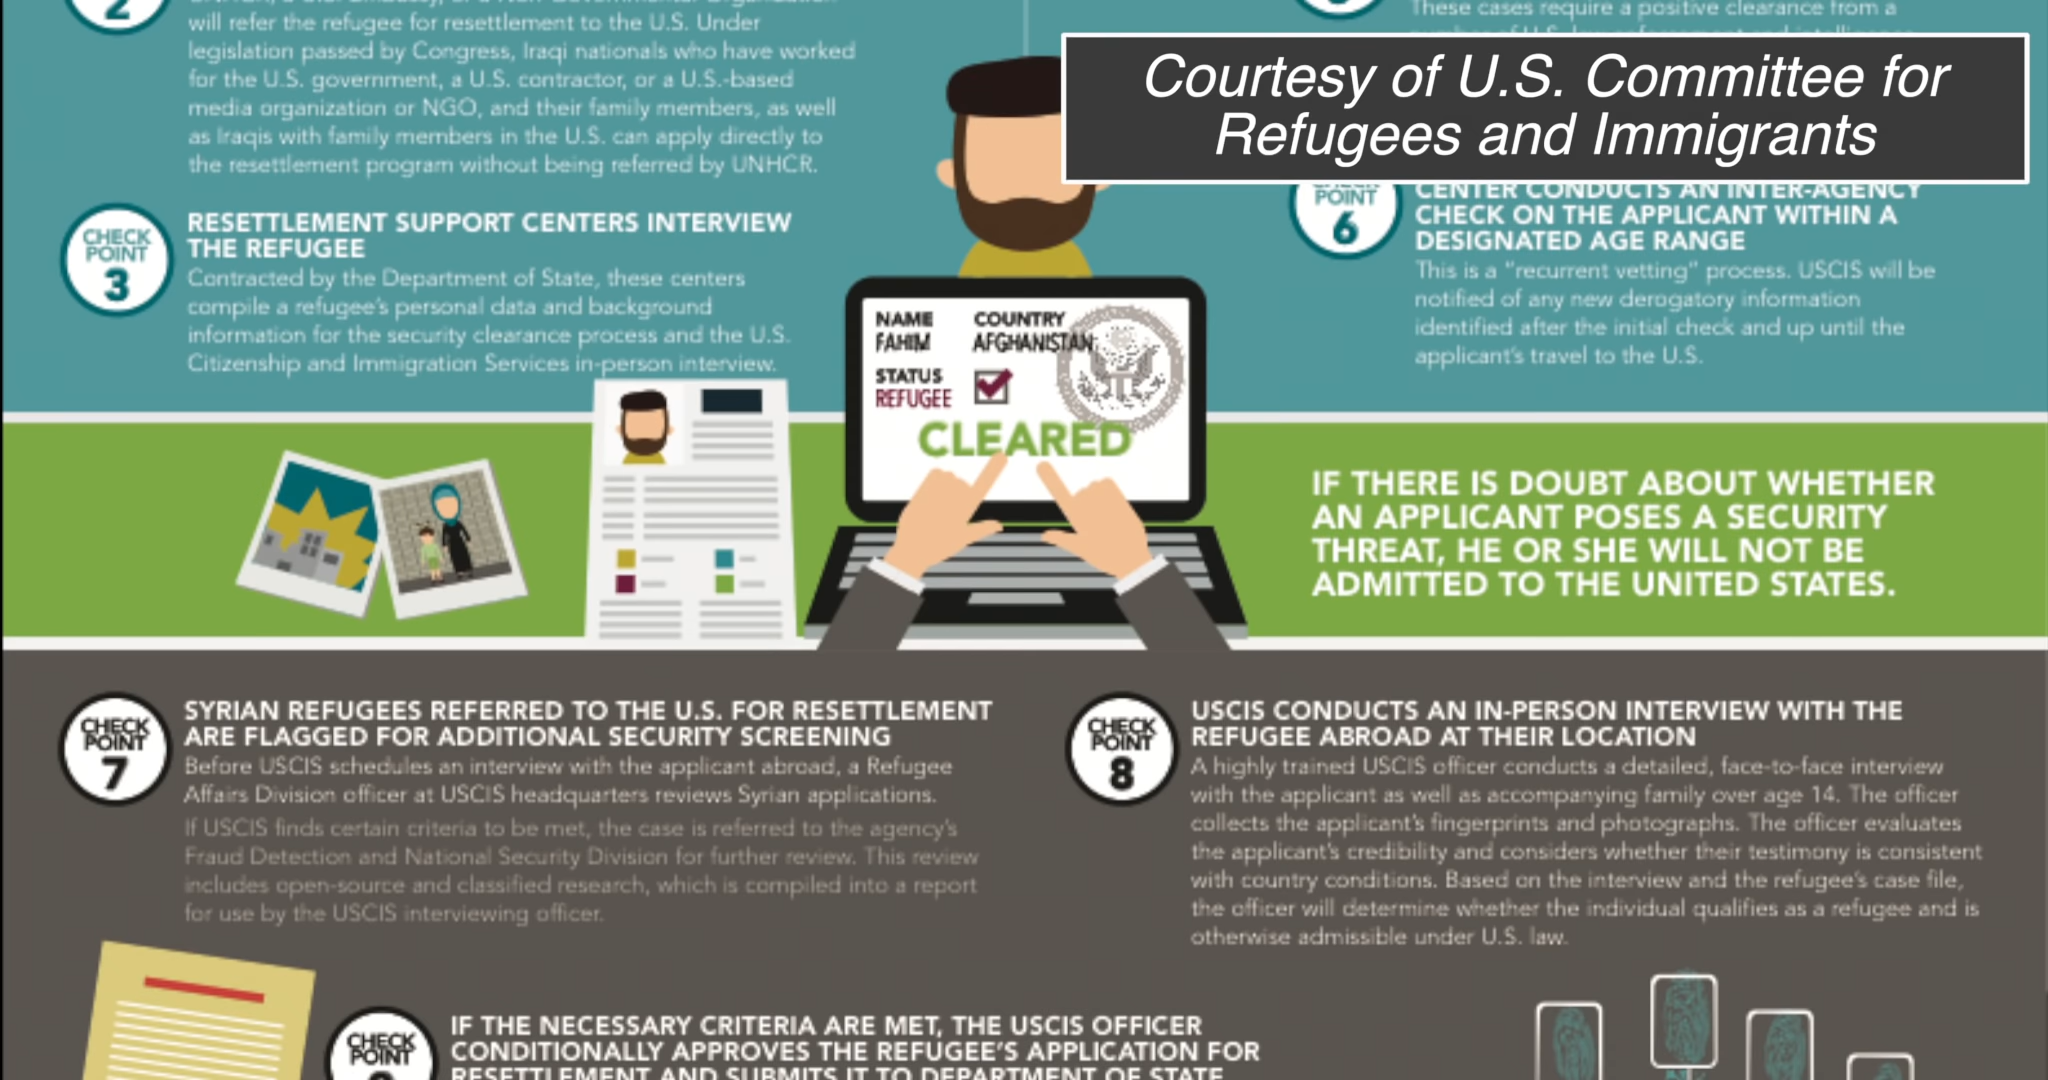 will refer the refugee for resettlement to the U.S. Under
legislation passed by Congress, Iraqi nationals who have worked
for the U.S. government, a U.S. contractor, or a U.S.-based
media organization or NGO, and their family members, as well
as Iraqis with family members in the U.S. can apply directly to
the resettlement program without being referred by UNHCR.
2
CHECK
POINT
3
RESETTLEMENT SUPPORT CENTERS INTERVIEW
THE REFUGEE
Contracted by the Department of State, these centers
compile a refugee's personal data and background
information for the security clearance process and the U.S.
Citizenship and Immigration Services in-person interview.
These cases require a positive clearance from a
Courtesy of U.S. Committee for
Refugees and Immigrants
POINT
6
CENTER CONDUCTS AN INTER-AGENCY
CHECK ON THE APPLICANT WITHIN A
DESIGNATED AGE RANGE
This is a "recurrent vetting" process. USCIS will be
notified of any new derogatory information
identified after the initial check and up until the
applicant's travel to the U.S.
NAME COUNTRY
FAHIM AFGHANISTAN
STATUS
REFUGEE
CLEARED
IF THERE IS DOUBT ABOUT WHETHER
AN APPLICANT POSES A SECURITY
THREAT, HE OR SHE WILL NOT BE
ADMITTED TO THE UNITED STATES.
CHECK
POINT
7
SYRIAN REFUGEES REFERRED TO THE U.S. FOR RESETTLEMENT
ARE FLAGGED FOR ADDITIONAL SECURITY SCREENING
Before USCIS schedules an interview with the applicant abroad, a Refugee
Affairs Division officer at USCIS headquarters reviews Syrian applications.
If USCIS finds certain criteria to be met, the case is referred to the agency's
Fraud Detection and National Security Division for further review. This review
includes open-source and classified research, which is compiled into a report
for use by the USCIS interviewing officer.
CHECK
POINT
8
USCIS CONDUCTS AN IN-PERSON INTERVIEW WITH THE
REFUGEE ABROAD AT THEIR LOCATION
A highly trained USCIS officer conducts a detailed, face-to-face interview
with the applicant as well as accompanying family over age 14. The officer
collects the applicant's fingerprints and photographs. The officer evaluates
the applicant's credibility and considers whether their testimony is consistent
with country conditions. Based on the interview and the refugee's case file,
the officer will determine whether the individual qualifies as a refugee and is
otherwise admissible under U.S. law.
CHECK
POINT
IF THE NECESSARY CRITERIA ARE MET, THE USCIS OFFICER
CONDITIONALLY APPROVES THE REFUGEE'S APPLICATION FOR
RESETTLEMENT AND SUBMITS IT TO DEPARTMENT OF STATE